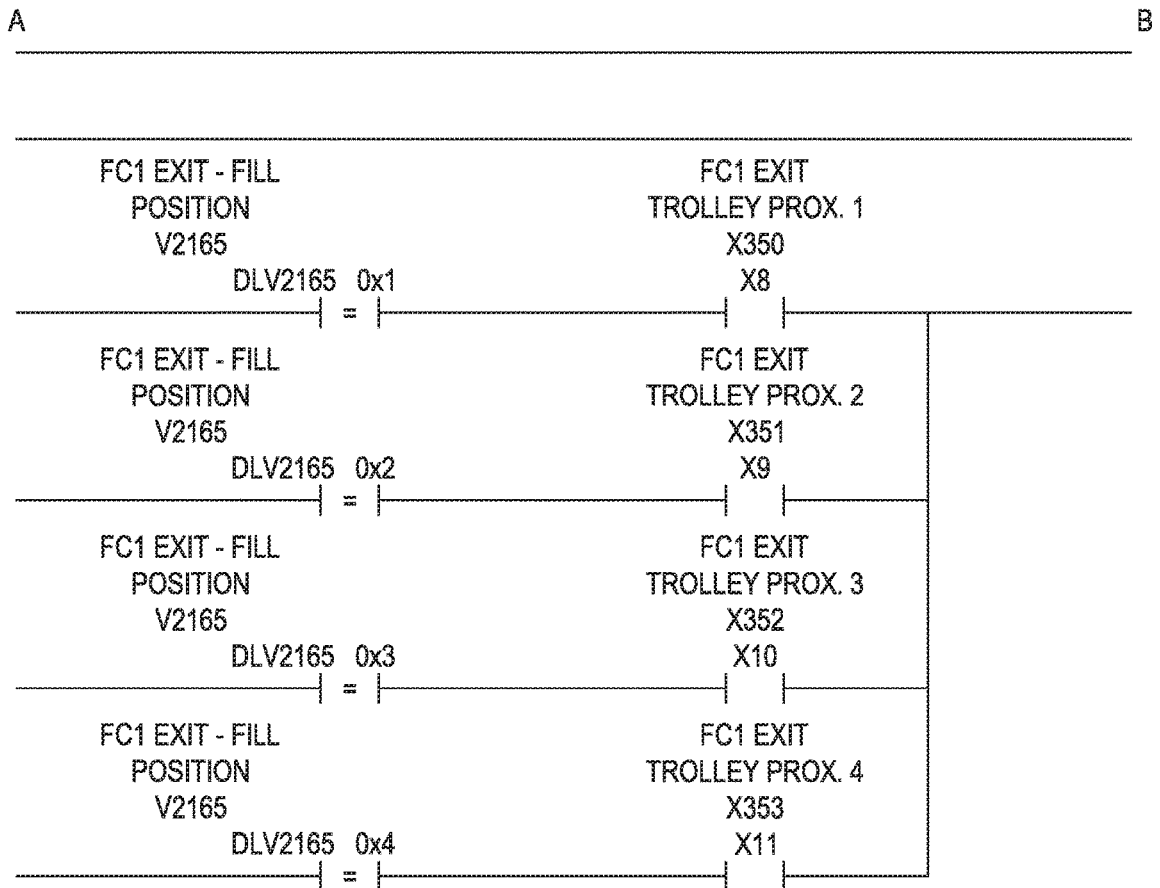 A B
FC1 EXIT - FILL FC1 EXIT
POSITION TROLLEY PROX. 1
V2165 X350
DLV2165 0x1 X8
=
FC1 EXIT - FILL FC1 EXIT
POSITION TROLLEY PROX. 2
V2165 X351
DLV2165 0x2 X9
=
FC1 EXIT - FILL FC1 EXIT
POSITION TROLLEY PROX. 3
V2165 X352
DLV2165 0x3 X10
=
FC1 EXIT - FILL FC1 EXIT
POSITION TROLLEY PROX. 4
V2165 X353
DLV2165 0x4 X11
=